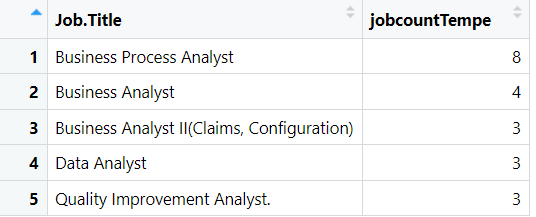 Job.Title jobcountTempe
1 Business Process Analyst 8
2 Business Analyst 4
3 Business Analyst II(Claims, Configuration) 3
4 Data Analyst 3
5 Quality Improvement Analyst. 3